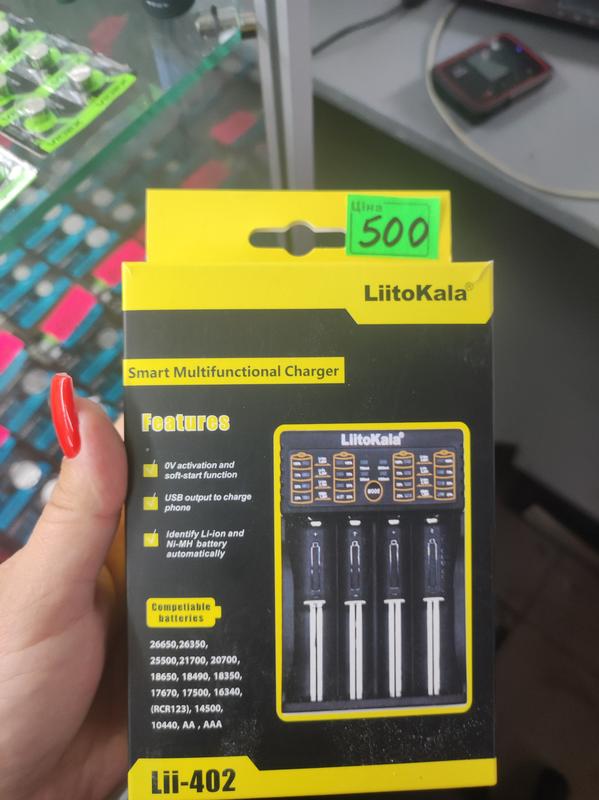 Ціна
500
LiitoKala®
Smart Multifunctional Charger
Features
0V activation and
soft-start function
USB output to charge
phone
Identify Li-ion and
Ni-MH battery
automatically
Competiable
batteries
26650,26350,
25500,21700, 20700,
18650, 18490, 18350,
17670, 17500, 16340,
(RCR123), 14500,
10440, AA , AAA
LiitoKala®
MODE
Lii-402